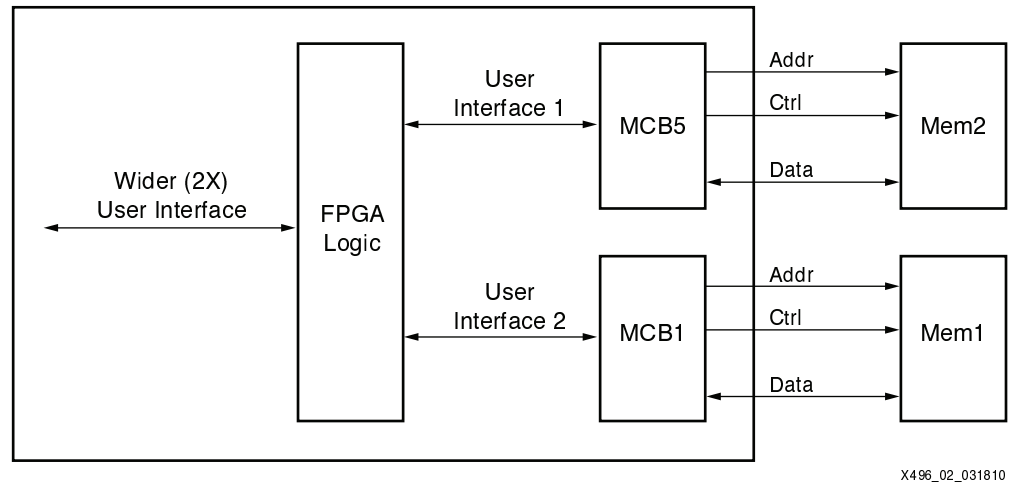 Wider (2X)
User Interface
FPGA
Logic
User
Interface 1
MCB5
Addr
Ctrl
Data
Mem2
User
Interface 2
MCB1
Addr
Ctrl
Data
Mem1
X496_02_031810